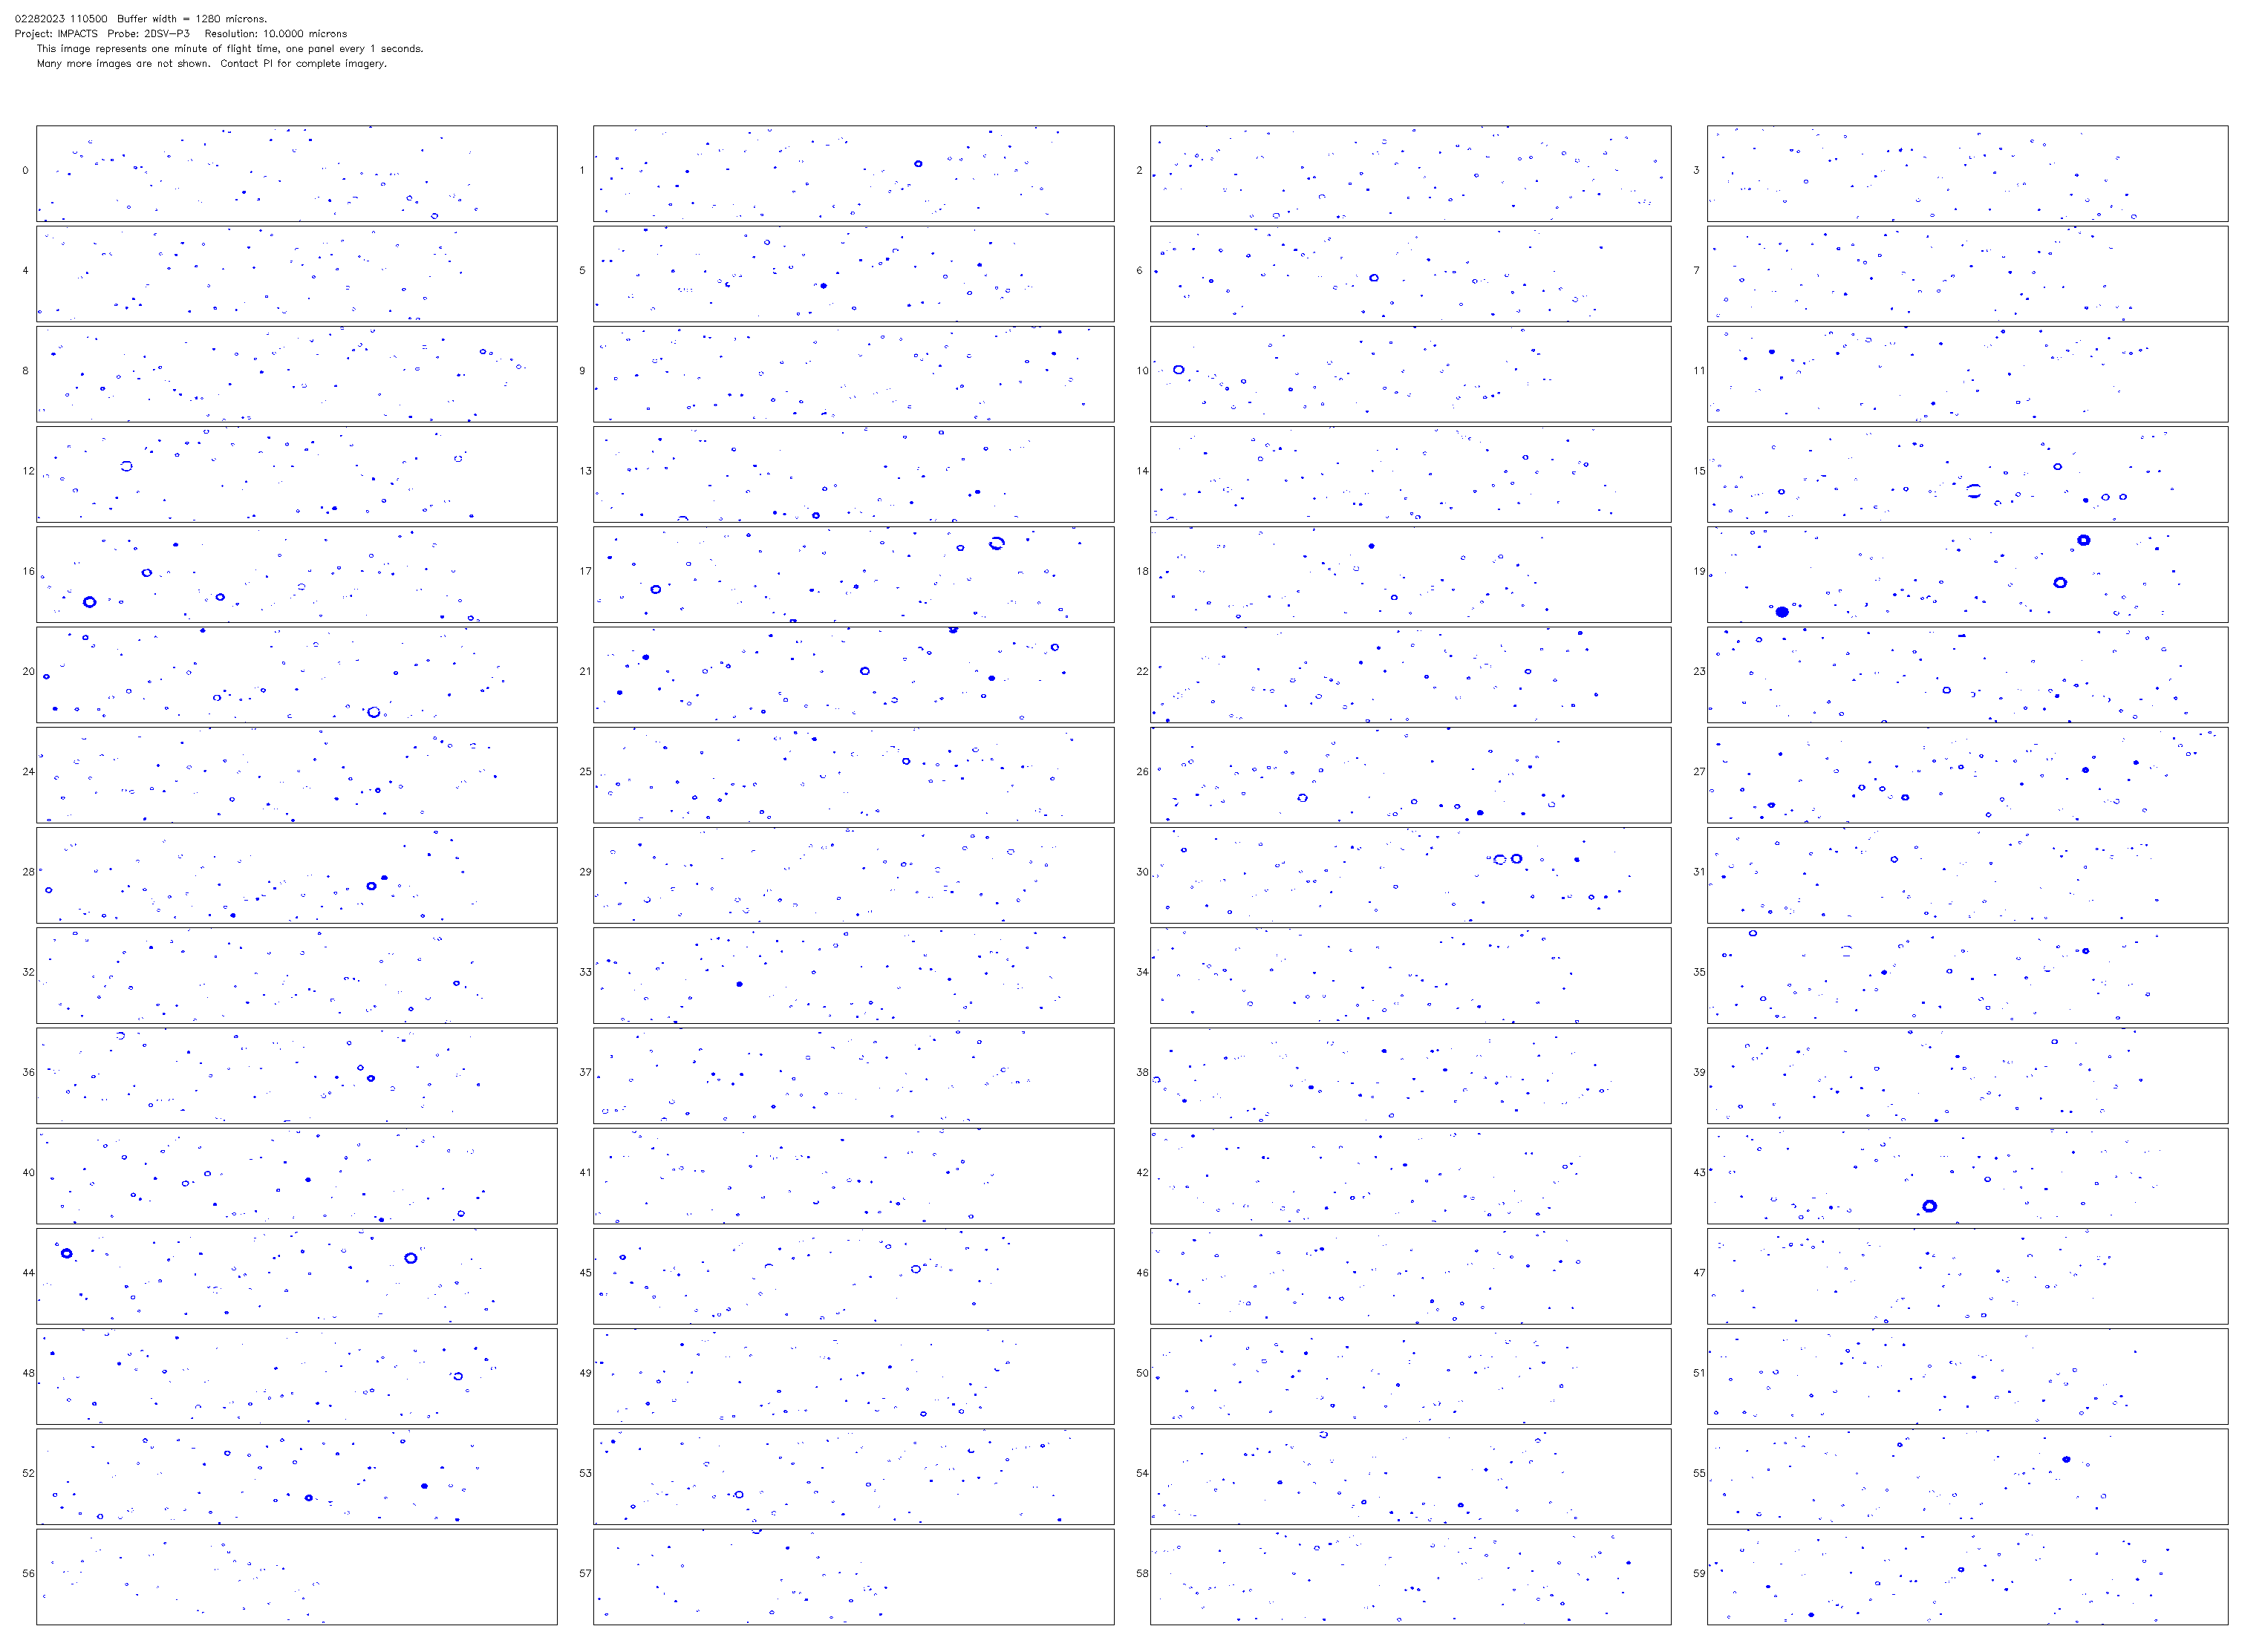 02282023 110500 Buffer width = 1280 microns.
Project: IMPACTS Probe: 2DSV-P3 Resolution: 10.0000 microns
This image represents one minute of flight time, one panel every 1 seconds.
Many more images are not shown. Contact PI for complete imagery.
0 1 2 3
4 5 6 7
8 9 10 11
12 13 14 15
16 17 18 19
20 21 22 23
24 25 26 27
28 29 30 31
32 33 34 35
36 37 38 39
40 41 42 43
44 45 46 47
48 49 50 51
52 53 54 55
56 57 58 59